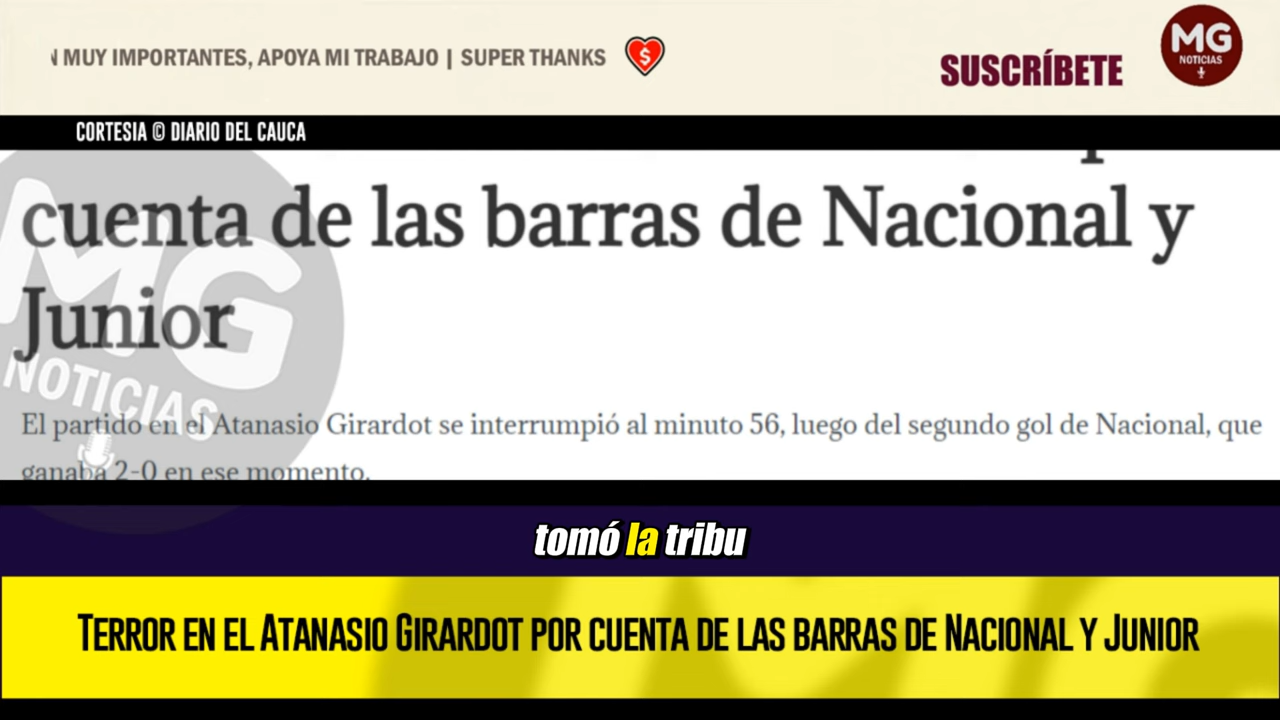 MUY IMPORTANTES, APOYA MI TRABAJO | SUPER THANKS
SUSCRÍBETE
MG
NOTICIAS
CORTESIA © DIARIO DEL CAUCA
cuenta de las barras de Nacional y
Junior
MG
NOTICIAS
El partido en el Atanasio Girardot se interrumpió al minuto 56, luego del segundo gol de Nacional, que
ganaba 2-0 en ese momento.
tomó la tribu
TERROR EN EL ATANASIO GIRARDOT POR CUENTA DE LAS BARRAS DE NACIONAL Y JUNIOR